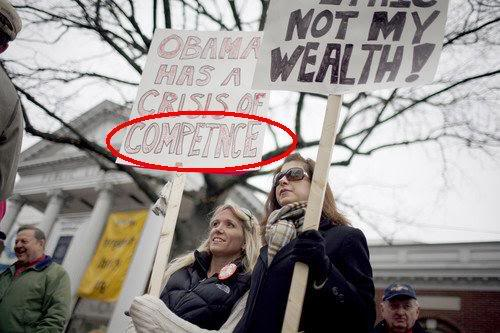 OBAMA
HAS A
CRISIS OF
COMPETNCE
NOT MY
WEALTH!